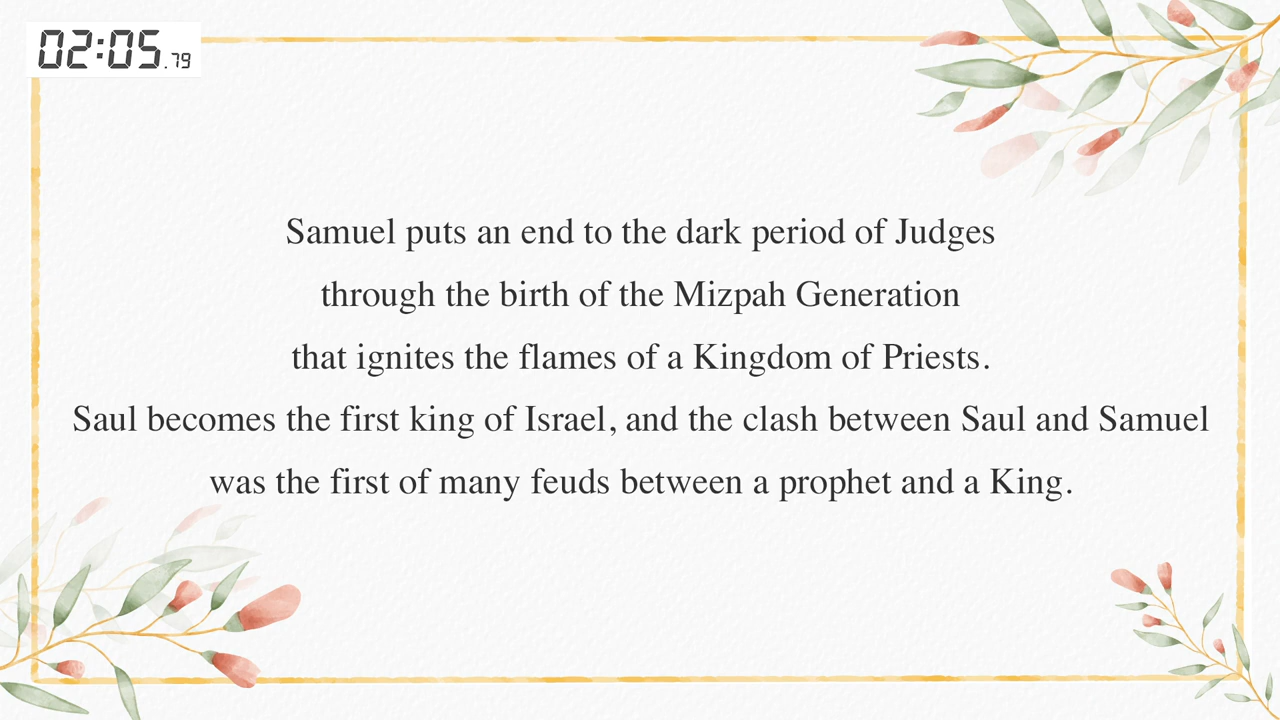 02:05.79
Samuel puts an end to the dark period of Judges
through the birth of the Mizpah Generation
that ignites the flames of a Kingdom of Priests.
Saul becomes the first king of Israel, and the clash between Saul and Samuel
was the first of many feuds between a prophet and a King.